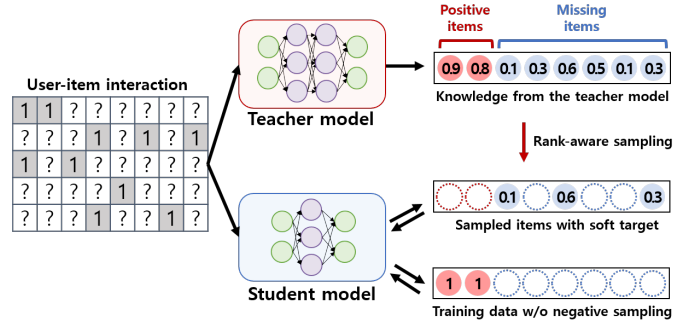 Positive items
Missing items
User-item interaction
1 1 ? ? ? ? ? ?
? ? ? 1 ? 1 ? 1
1 ? 1 ? ? ? ? ?
? ? ? ? 1 ? ? ?
? ? ? 1 ? ? 1 ?
Teacher model
0.9 0.8 0.1 0.3 0.6 0.5 0.1 0.3
Knowledge from the teacher model
Rank-aware sampling
Student model
0.1 0.6 0.3
Sampled items with soft target
1 1
Training data w/o negative sampling